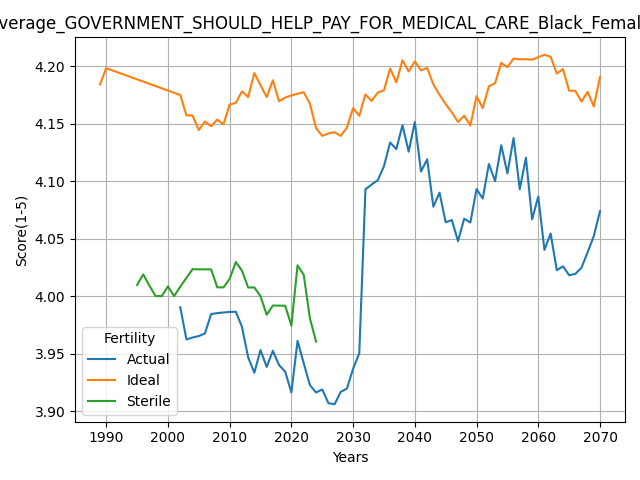 verage_GOVERNMENT_SHOULD_HELP_PAY_FOR_MEDICAL_CARE_Black_Femal
4.20
4.15
4.10
4.05
4.00
3.95
3.90
Score(1-5)
Fertility
Actual
Ideal
Sterile
1990 2000 2010 2020 2030 2040 2050 2060 2070
Years